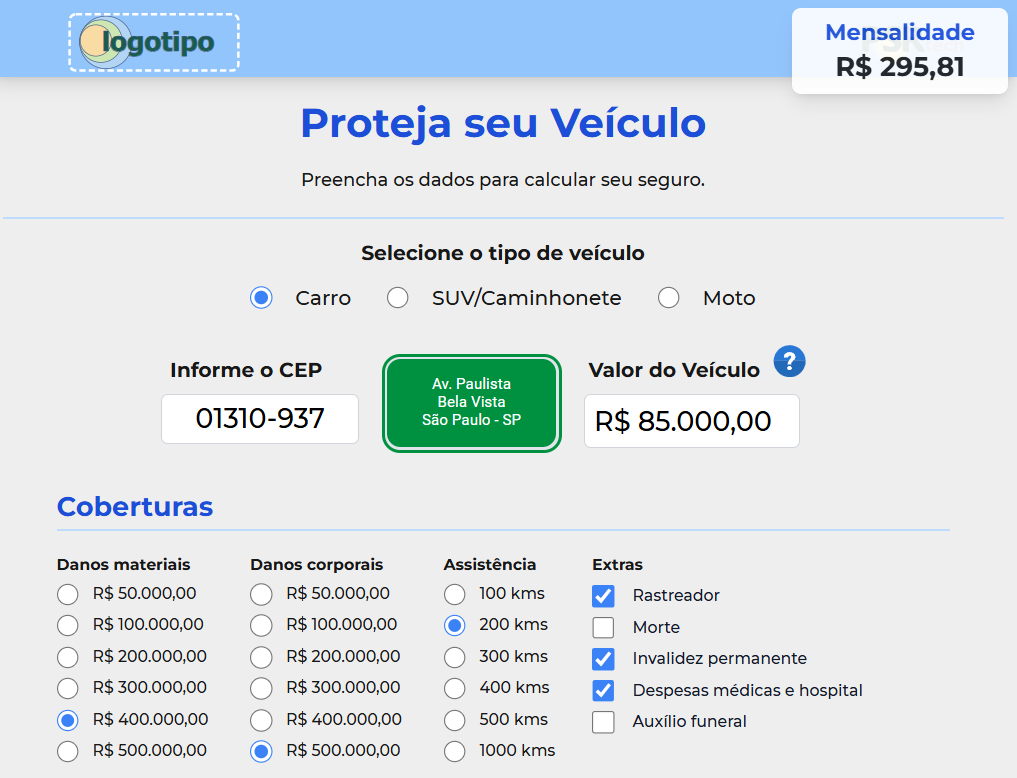 logotipo
Mensalidade
R$ 295,81
Proteja seu Veículo
Preencha os dados para calcular seu seguro.
Selecione o tipo de veículo
Carro
SUV/Caminhonete
Moto
Informe o CEP
01310-937
Av. Paulista
Bela Vista
São Paulo - SP
Valor do Veículo
?
R$ 85.000,00
Coberturas
Danos materiais
R$ 50.000,00
R$ 100.000,00
R$ 200.000,00
R$ 300.000,00
R$ 400.000,00
R$ 500.000,00
Danos corporais
R$ 50.000,00
R$ 100.000,00
R$ 200.000,00
R$ 300.000,00
R$ 400.000,00
R$ 500.000,00
Assistência
100 kms
200 kms
300 kms
400 kms
500 kms
1000 kms
Extras
Rastreador
Morte
Invalidez permanente
Despesas médicas e hospital
Auxílio funeral